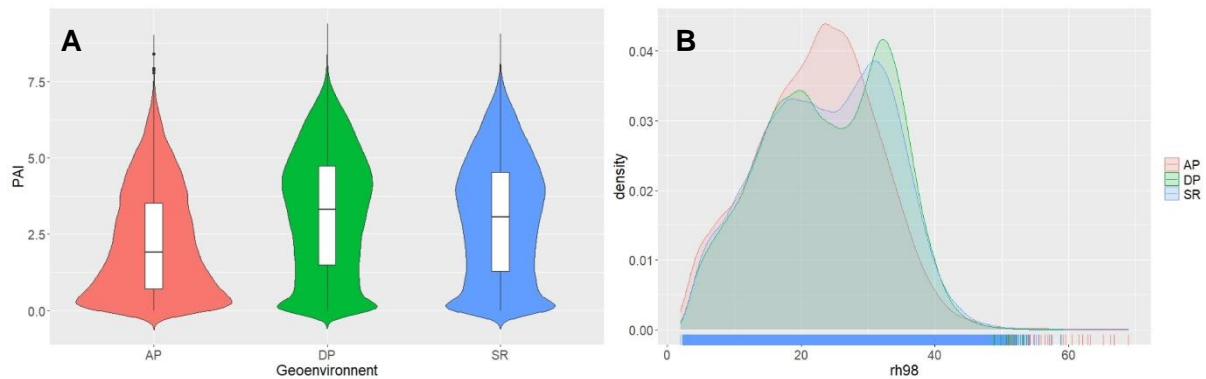 A
PAI
7.5
5.0
2.5
0.0
AP DP SR
Geoenvironnent
B
density
0.04
0.03
0.02
0.01
0.00
0 20 40 60
rh98
AP
DP
SR